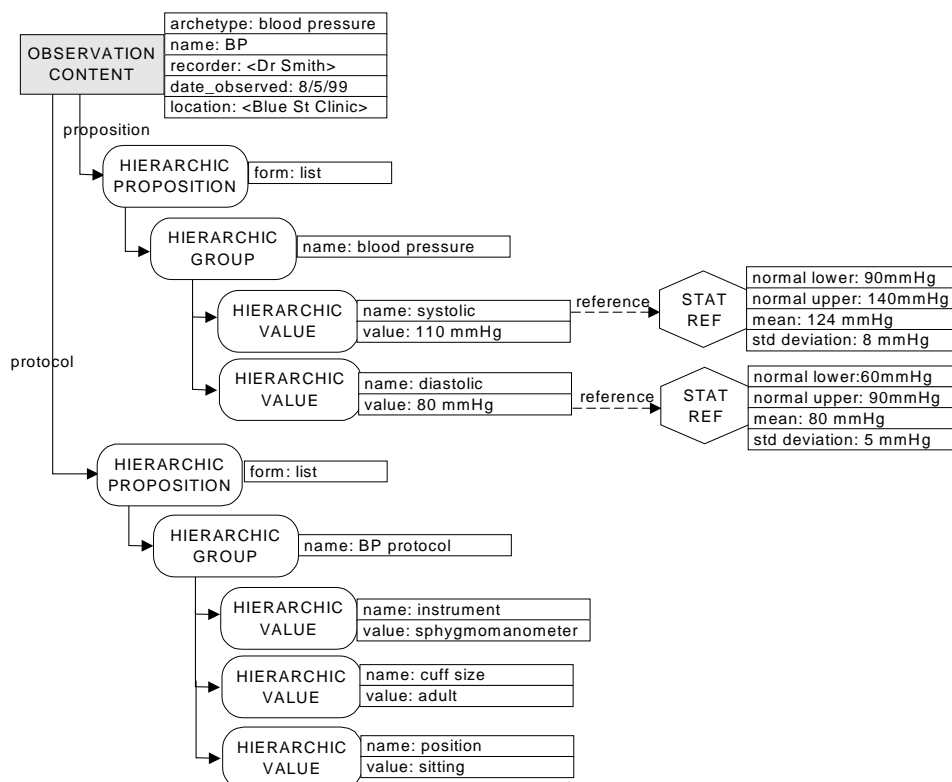 OBSERVATION
CONTENT
archetype: blood pressure
name: BP
recorder: <Dr Smith>
date_observed: 8/5/99
location: <Blue St Clinic>
proposition
HIERARCHIC
PROPOSITION
form: list
HIERARCHIC
GROUP
name: blood pressure
HIERARCHIC
VALUE
name: systolic
value: 110 mmHg
reference
STAT
REF
normal lower: 90mmHg
normal upper: 140mmHg
mean: 124 mmHg
std deviation: 8 mmHg
HIERARCHIC
VALUE
name: diastolic
value: 80 mmHg
reference
STAT
REF
normal lower:60mmHg
normal upper: 90mmHg
mean: 80 mmHg
std deviation: 5 mmHg
protocol
HIERARCHIC
PROPOSITION
form: list
HIERARCHIC
GROUP
name: BP protocol
HIERARCHIC
VALUE
name: instrument
value: sphygmomanometer
HIERARCHIC
VALUE
name: cuff size
value: adult
HIERARCHIC
VALUE
name: position
value: sitting